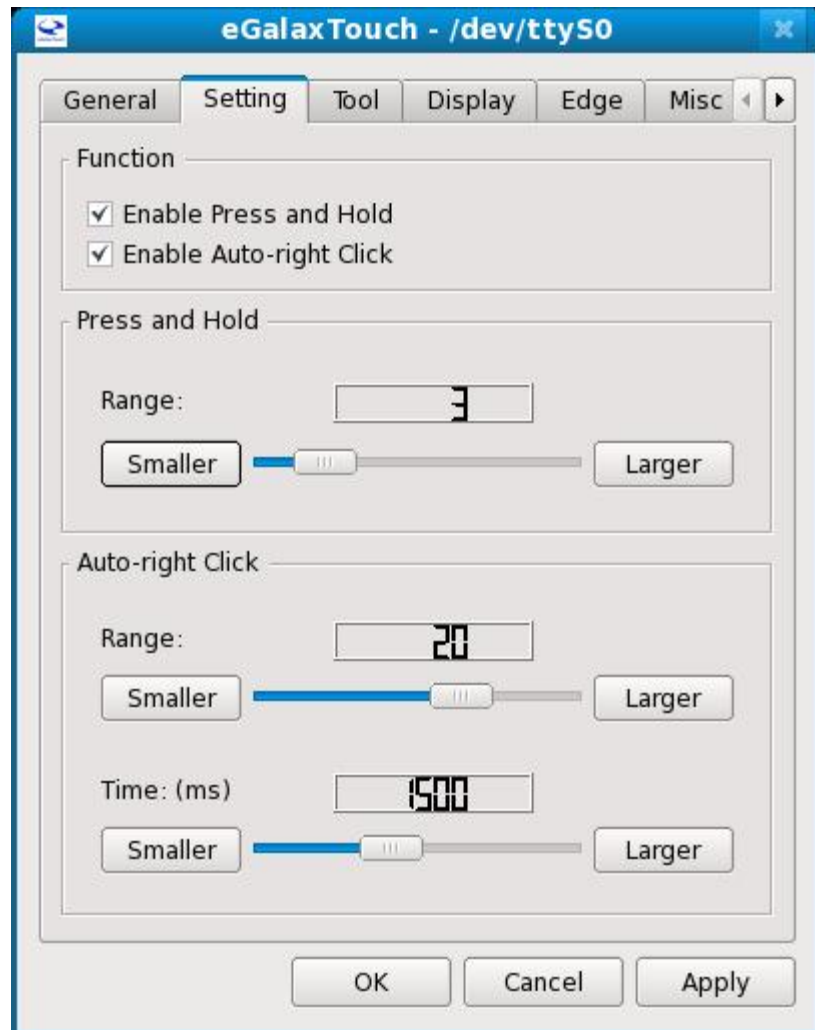 eGalaxTouch - /dev/ttyS0
General Setting Tool Display Edge Misc
Function
Enable Press and Hold
Enable Auto-right Click
Press and Hold
Range: 3
Smaller Larger
Auto-right Click
Range: 20
Smaller Larger
Time: (ms) 1500
Smaller Larger
OK Cancel Apply